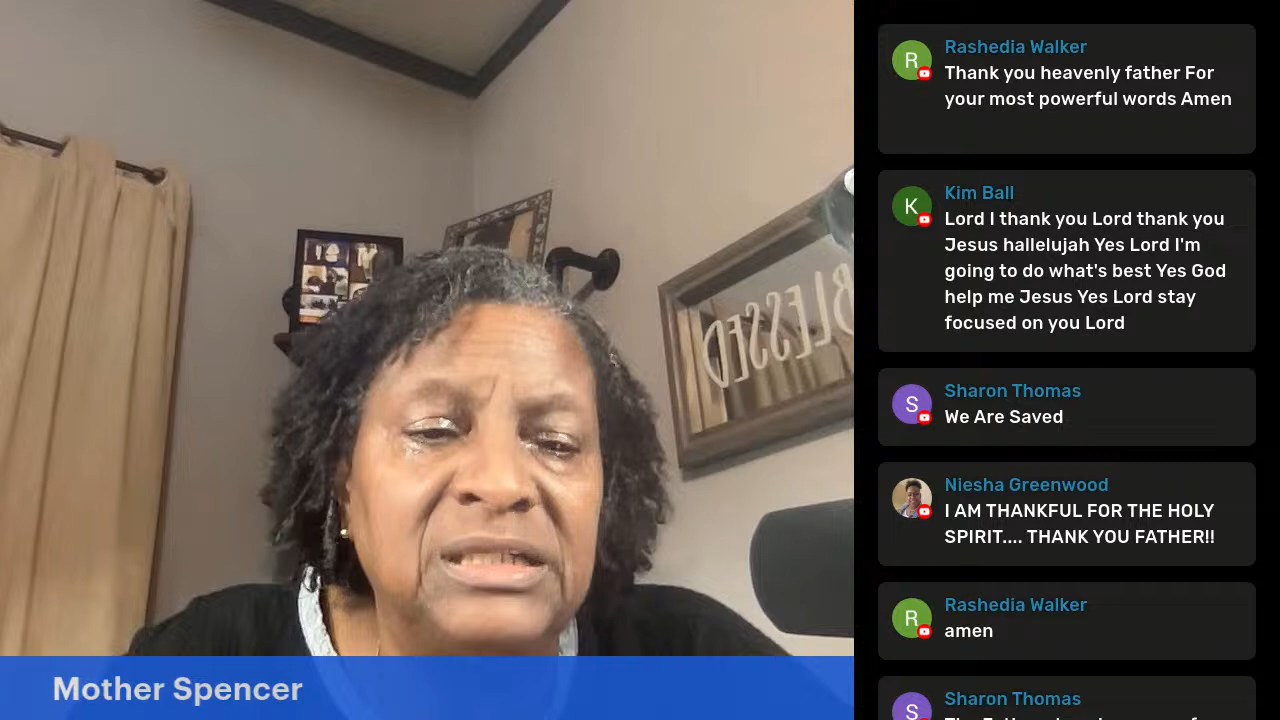 BLESSED
B
Mother Spencer
R
Rashedia Walker
Thank you heavenly father For
your most powerful words Amen
K
Kim Ball
Lord I thank you Lord thank you
Jesus hallelujah Yes Lord I'm
going to do what's best Yes God
help me Jesus Yes Lord stay
focused on you Lord
S
Sharon Thomas
We Are Saved
Niesha Greenwood
I AM THANKFUL FOR THE HOLY
SPIRIT.... THANK YOU FATHER!!
R
Rashedia Walker
amen
S
Sharon Thomas